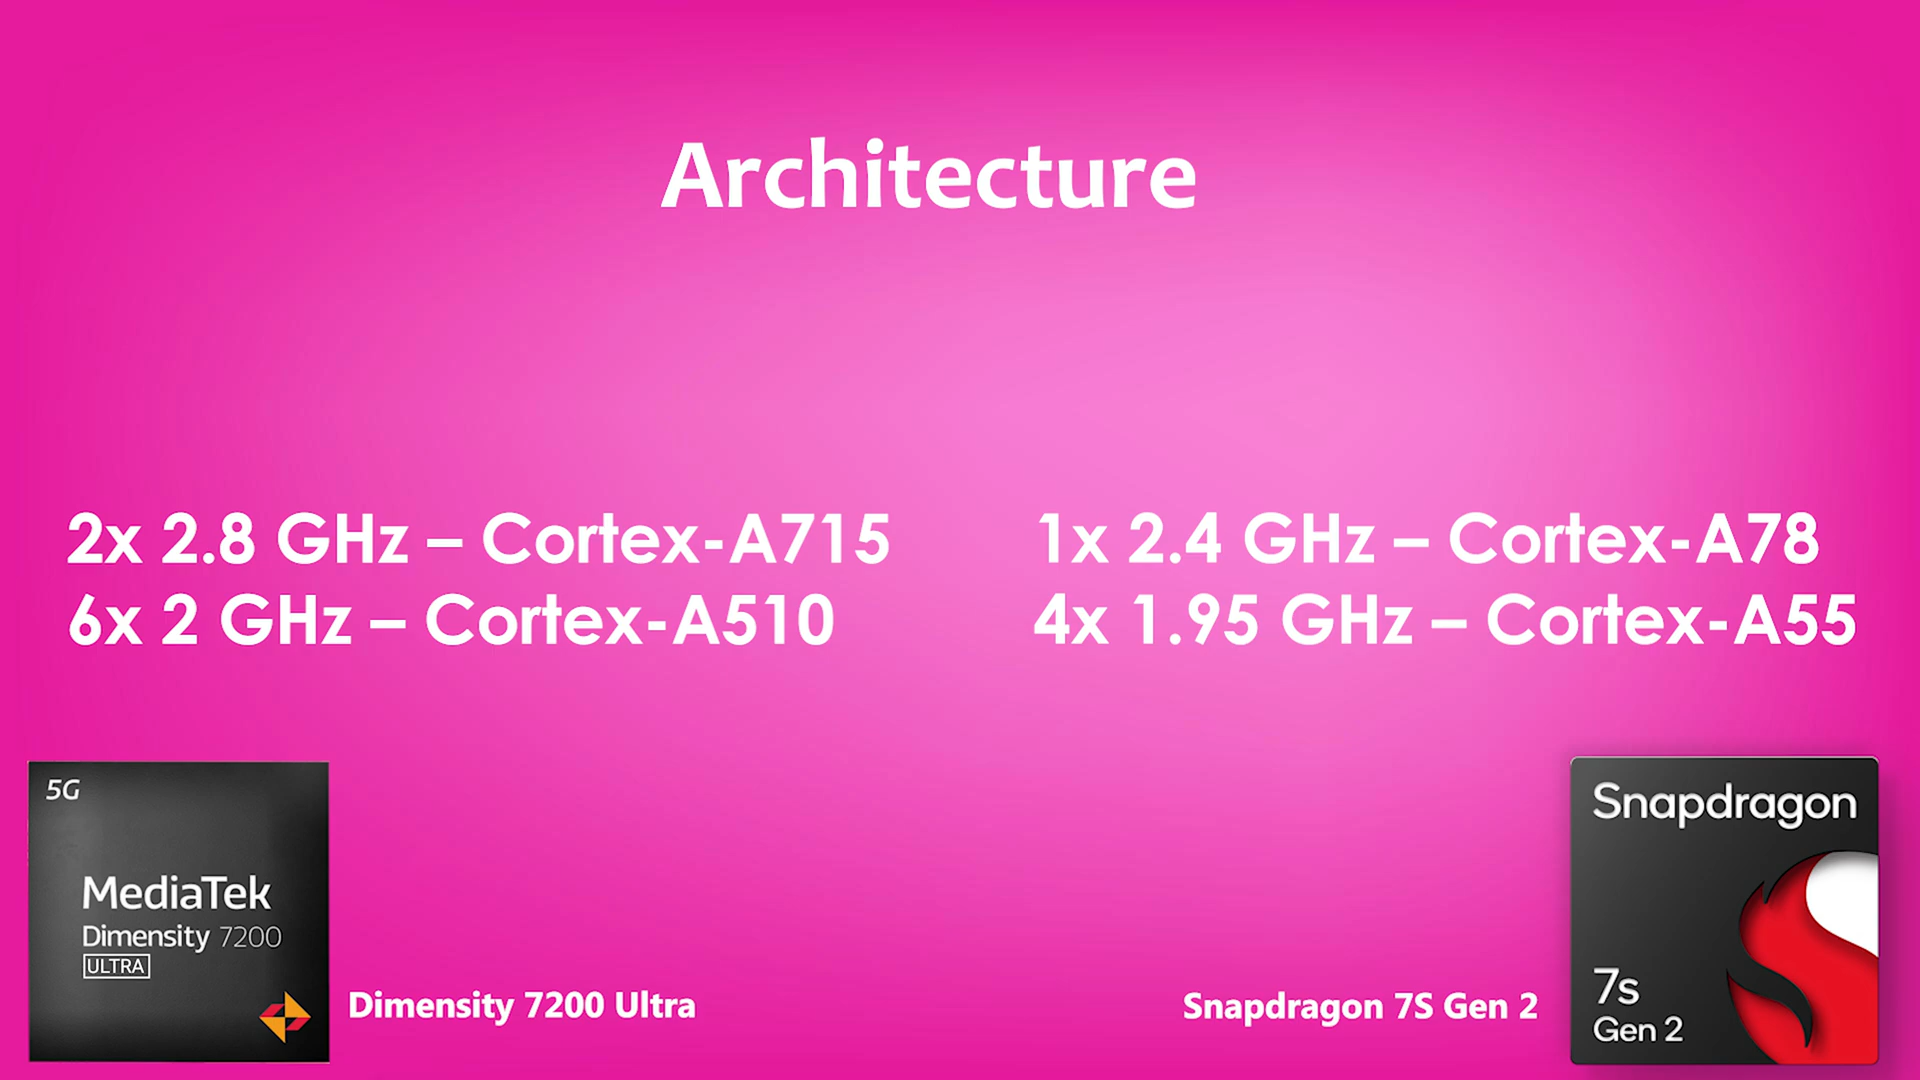 Architecture
2x 2.8 GHz – Cortex-A715
6x 2 GHz – Cortex-A510
1x 2.4 GHz – Cortex-A78
4x 1.95 GHz – Cortex-A55
5G
MediaTek
Dimensity 7200
ULTRA
Dimensity 7200 Ultra
Snapdragon 7S Gen 2
Snapdragon
7s
Gen 2